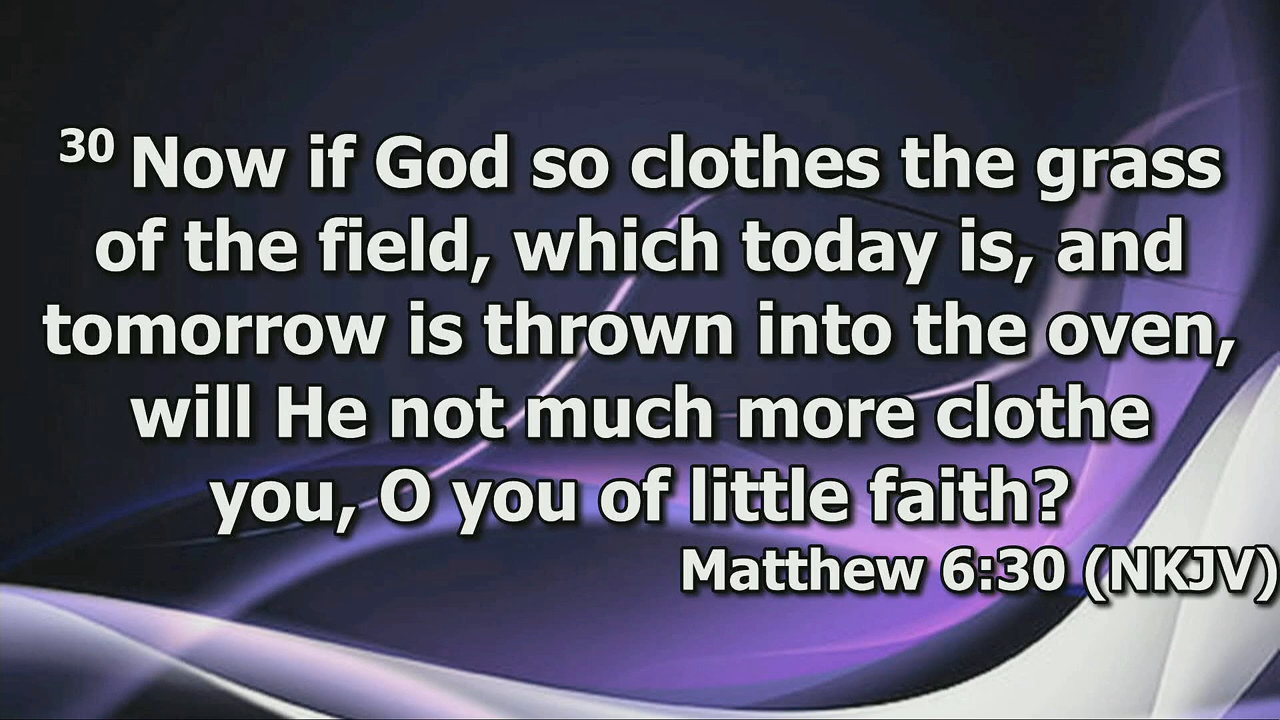 30 Now if God so clothes the grass
of the field, which today is, and
tomorrow is thrown into the oven,
will He not much more clothe
you, O you of little faith?
Matthew 6:30 (NKJV)